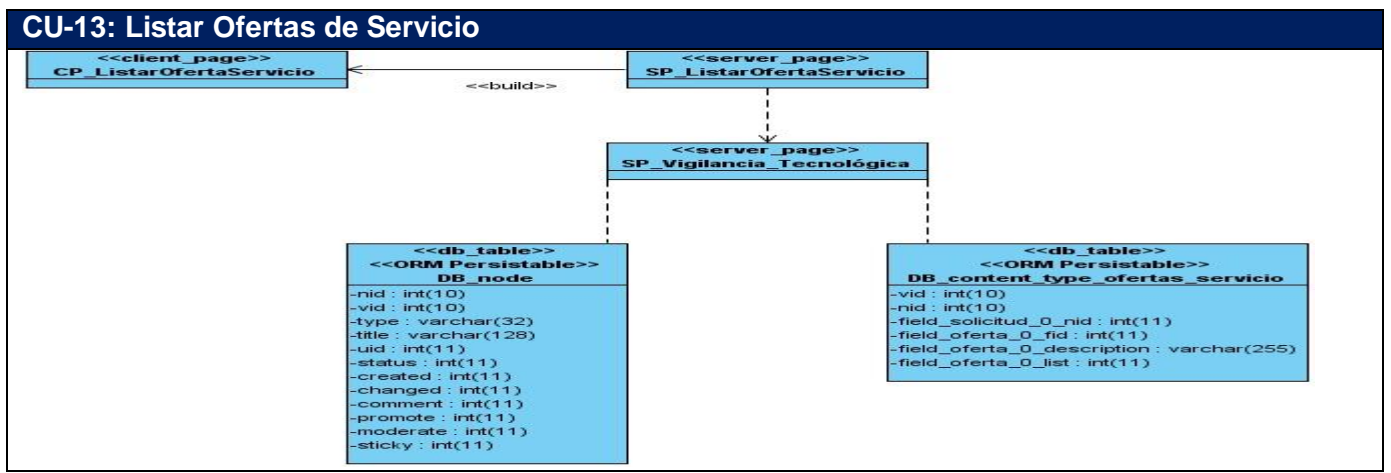 CU-13: Listar Ofertas de Servicio
<<client_page>>
CP_ListarOfertaServicio
<<build>>
<<server_page>>
SP_ListarOfertaServicio
<<server_page>>
SP_Vigilancia_Tecnológica
<<db_table>>
<<ORM Persistable>>
DB_node
-nid : int(10)
-vid : int(10)
-type : varchar(32)
-title : varchar(128)
-uid : int(11)
-status : int(11)
-created : int(11)
-changed : int(11)
-comment : int(11)
-promote : int(11)
-moderate : int(11)
-sticky : int(11)
<<db_table>>
<<ORM Persistable>>
DB_content_type_ofertas_servicio
-vid : int(10)
-nid : int(10)
-field_solicitud_0_nid : int(11)
-field_oferta_0_fid : int(11)
-field_oferta_0_description : varchar(255)
-field_oferta_0_list : int(11)